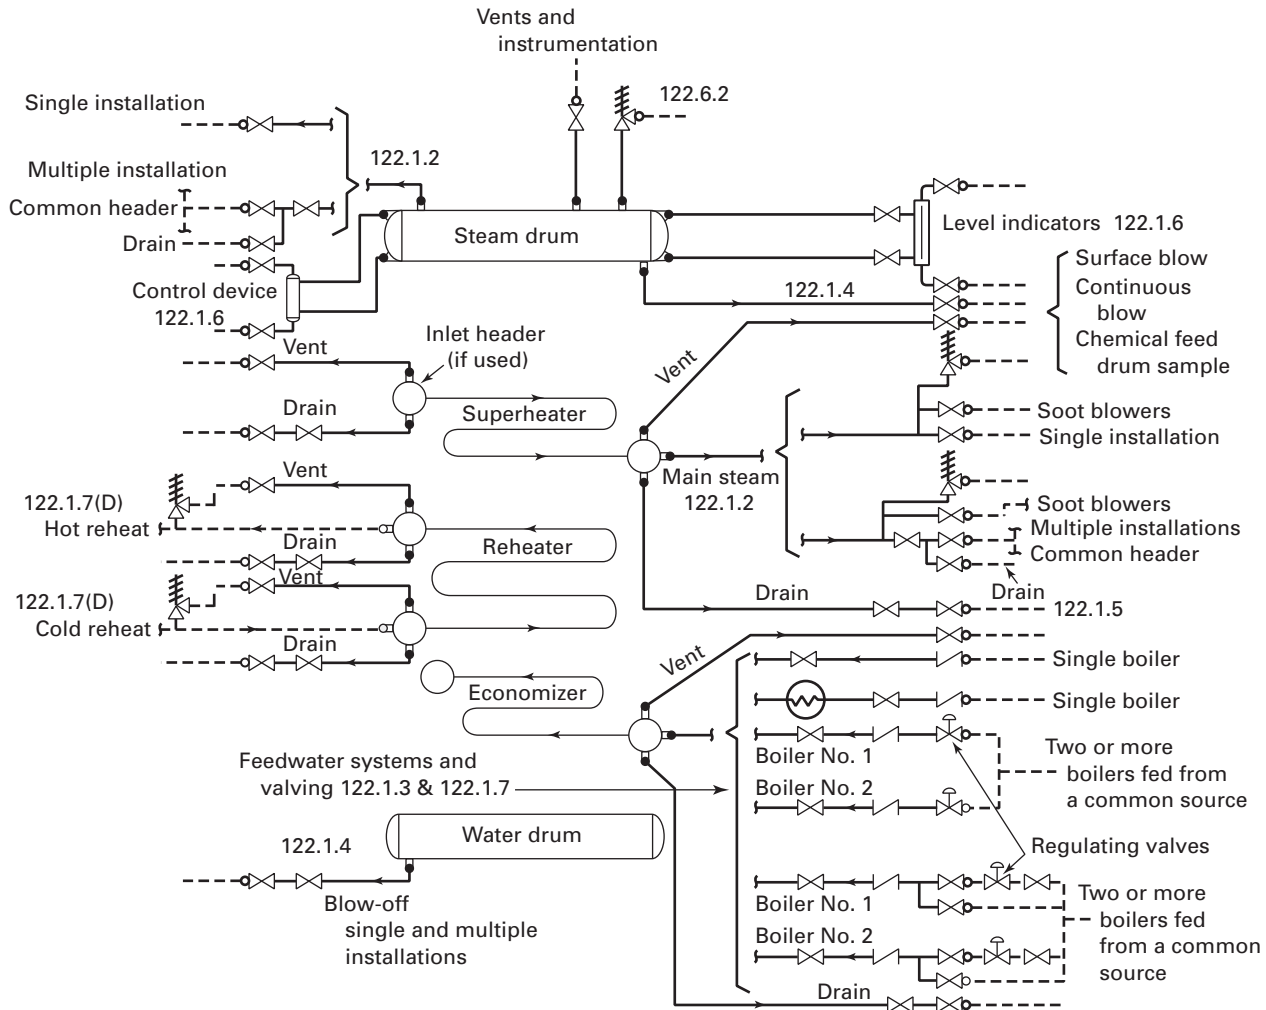 Vents and
instrumentation
Single installation
122.6.2
122.1.2
Multiple installation
Common header
Drain
Steam drum
Level indicators 122.1.6
Control device
122.1.6
122.1.4
Surface blow
Continuous
blow
Chemical feed
drum sample
Vent
Inlet header
(if used)
Vent
Drain
Superheater
Soot blowers
Single installation
Main steam
122.1.2
Vent
122.1.7(D)
Hot reheat
Drain
Reheater
Soot blowers
Multiple installations
Common header
Drain
Vent
122.1.7(D)
Cold reheat
Drain
Drain
122.1.5
Vent
Single boiler
Economizer
Single boiler
Boiler No. 1
Boiler No. 2
Two or more
boilers fed from
a common source
Feedwater systems and
valving 122.1.3 & 122.1.7
Water drum
122.1.4
Regulating valves
Blow-off
single and multiple
installations
Boiler No. 1
Boiler No. 2
Two or more
boilers fed
from a common
source
Drain